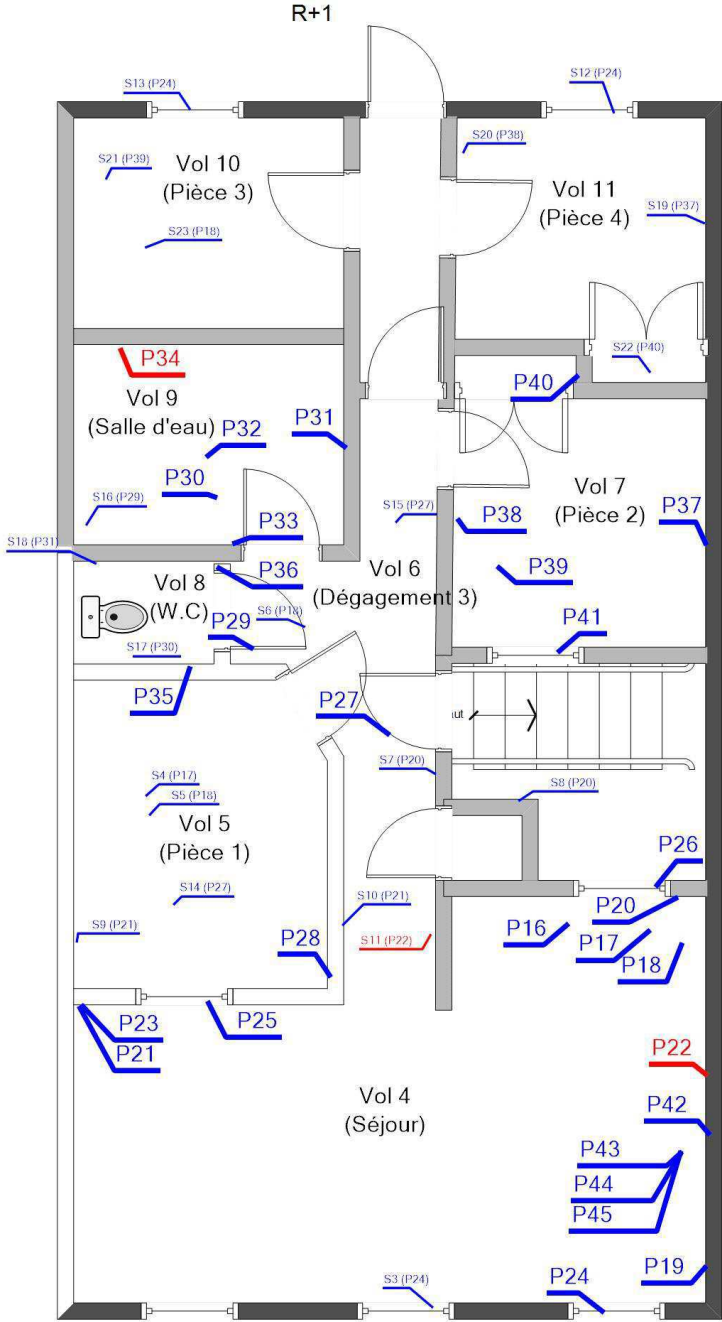 R+1
S13 (P24)
S12 (P24)
S20 (P38)
S21 (P39)
Vol 10
(Pièce 3)
Vol 11
(Pièce 4)
S19 (P37)
S23 (P18)
S22 (P40)
P34
P40
Vol 9
(Salle d'eau)
P32
P31
P30
S16 (P29)
S15 (P27)
Vol 7
(Pièce 2)
P37
P38
P33
S18 (P31)
P36
Vol 6
(Dégagement 3)
P39
Vol 8
(W.C)
S6 (P18)
P29
P41
S17 (P30)
P35
P27
aut
S7 (P20)
S4 (P17)
S8 (P20)
S5 (P18)
Vol 5
(Pièce 1)
P26
S14 (P27)
S10 (P21)
P20
P16
P17
S9 (P21)
P28
S11 (P22)
P18
P23
P25
P21
P22
Vol 4
(Séjour)
P42
P43
P44
P45
P19
S3 (P24)
P24